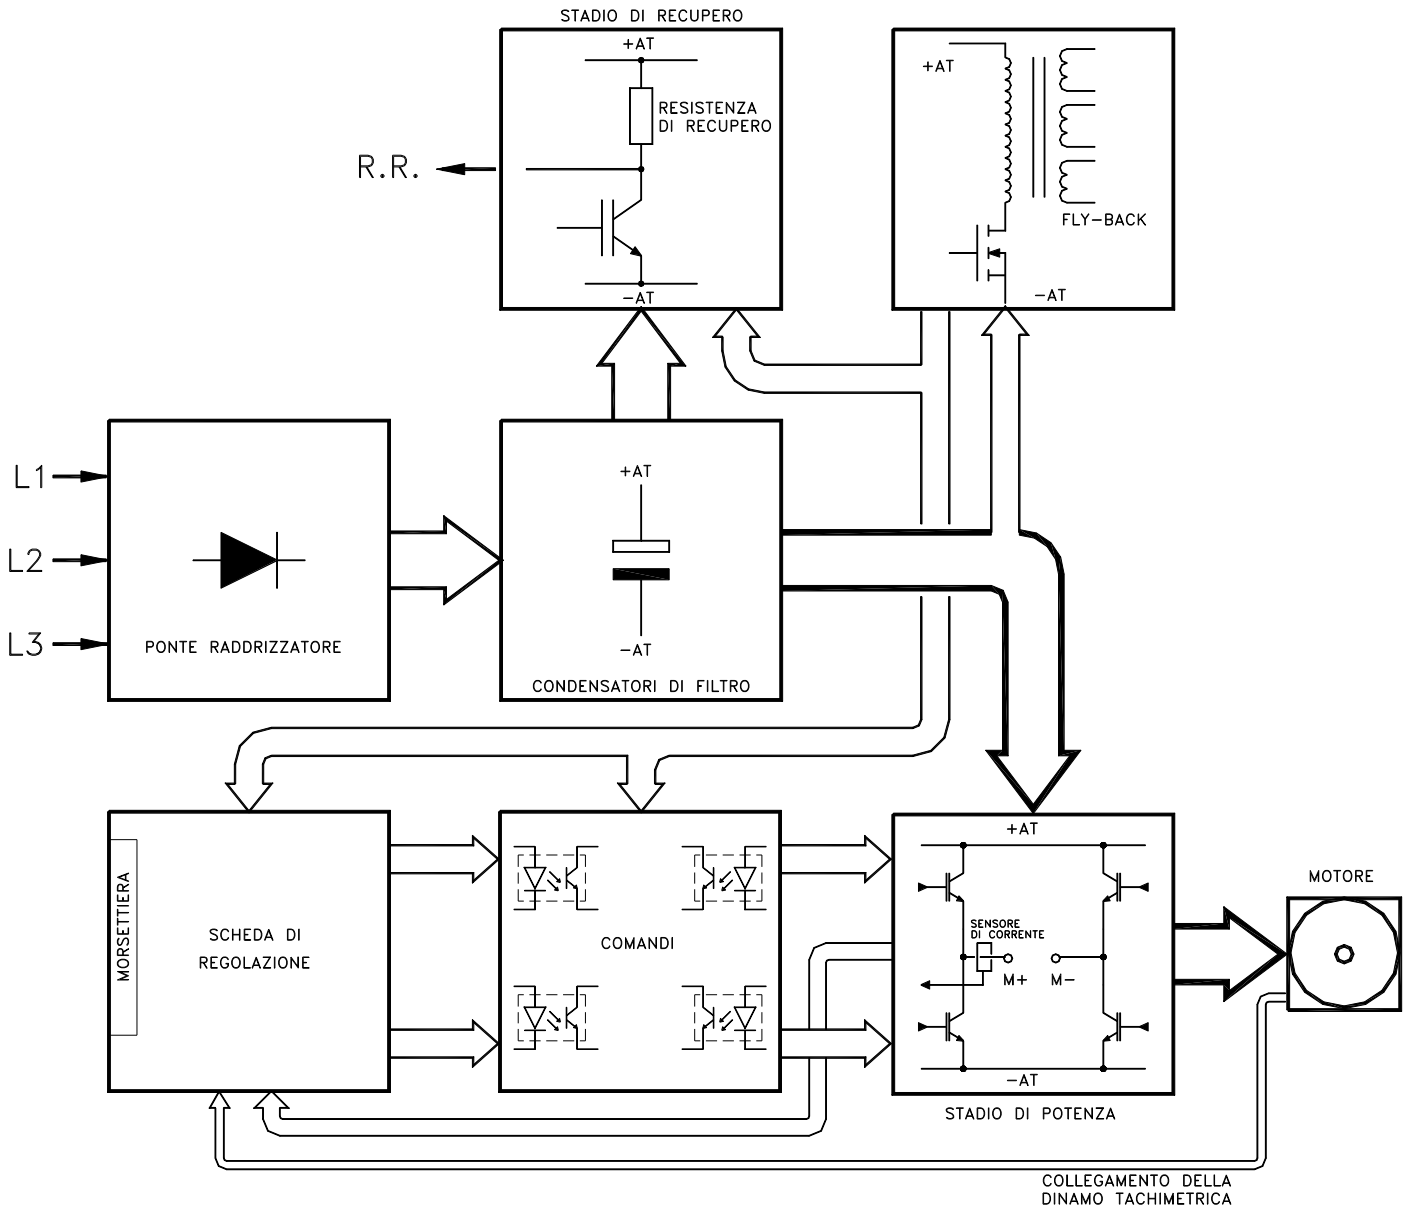 STADIO DI RECUPERO
+AT
RESISTENZA
DI RECUPERO
R.R.
-AT
+AT
FLY-BACK
-AT
L1
L2
L3
PONTE RADDRIZZATORE
+AT
-AT
CONDENSATORI DI FILTRO
MORSETTIERA
SCHEDA DI
REGOLAZIONE
COMANDI
+AT
SENSORE
DI CORRENTE
M+
M-
-AT
STADIO DI POTENZA
MOTORE
COLLEGAMENTO DELLA
DINAMO TACHIMETRICA